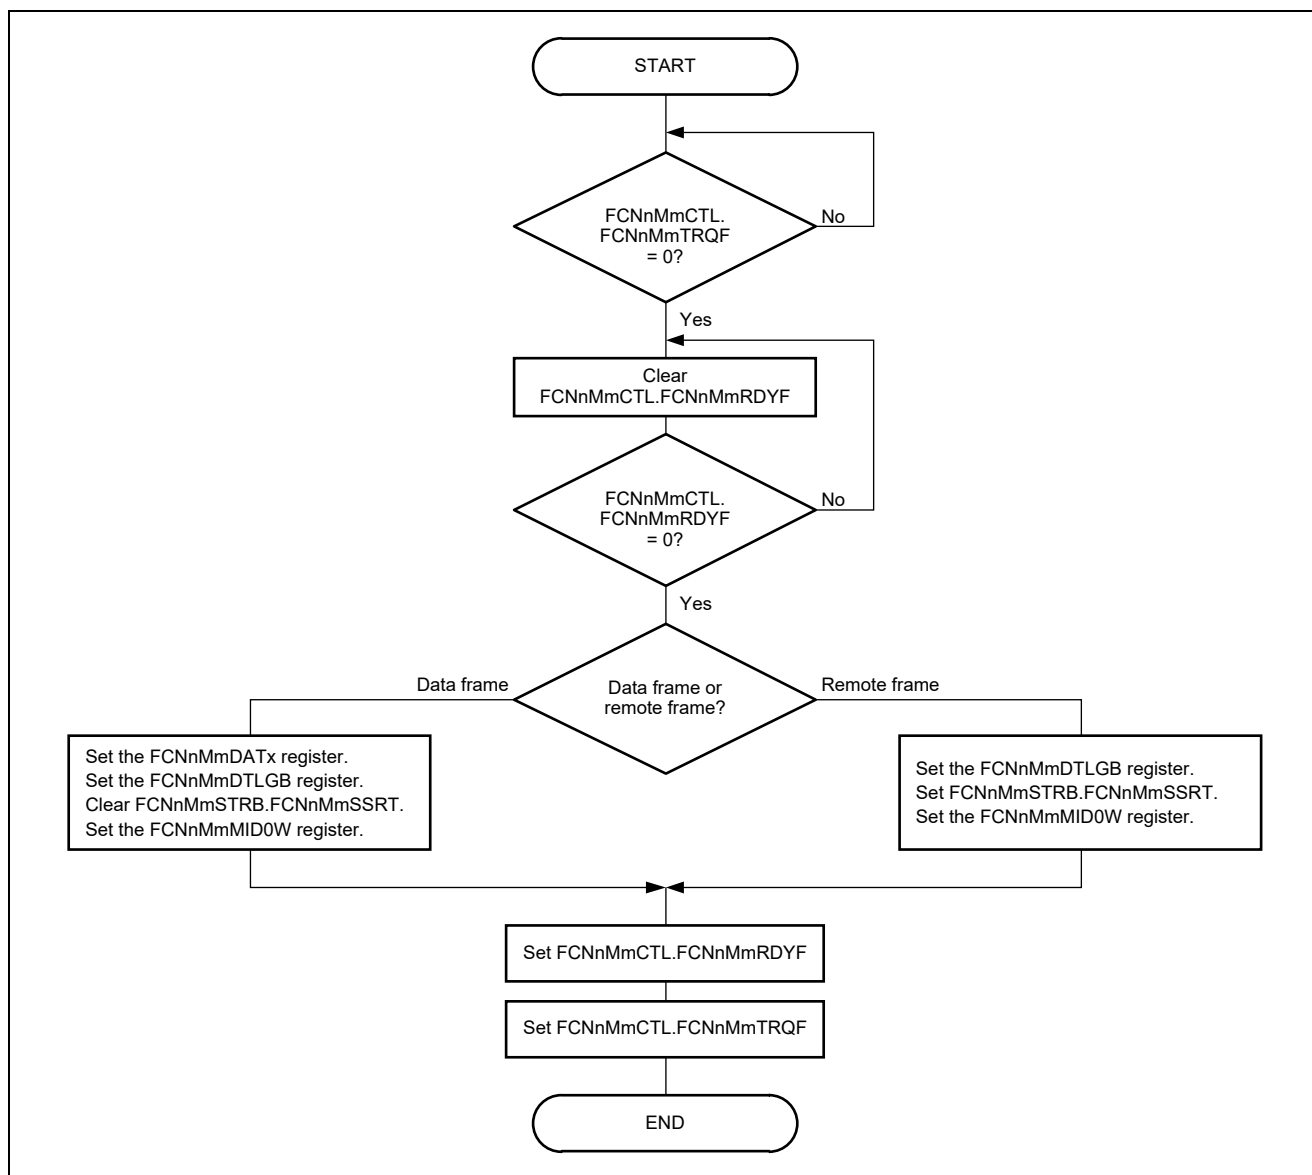 START
FCNnMmCTL.
FCNnMmTRQF
= 0?
No
Yes
Clear
FCNnMmCTL.FCNnMmRDYF
FCNnMmCTL.
FCNnMmRDYF
= 0?
No
Yes
Data frame
Data frame or
remote frame?
Remote frame
Set the FCNnMmDATx register.
Set the FCNnMmDTLGB register.
Clear FCNnMmSTRB.FCNnMmSSRT.
Set the FCNnMmMID0W register.
Set the FCNnMmDTLGB register.
Set FCNnMmSTRB.FCNnMmSSRT.
Set the FCNnMmMID0W register.
Set FCNnMmCTL.FCNnMmRDYF
Set FCNnMmCTL.FCNnMmTRQF
END